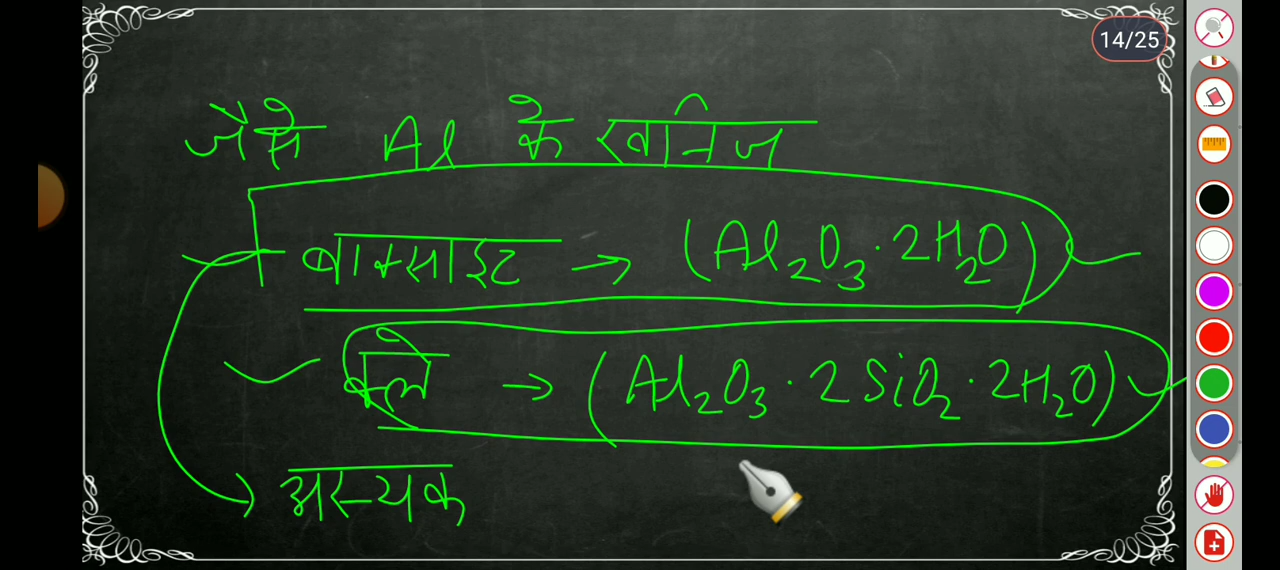 14/25
जैसे Al के खनिज
बाक्साइट → (Al₂O₃·2H₂O)
क्ले → (Al₂O₃·2SiO₂·2H₂O)
अयस्क